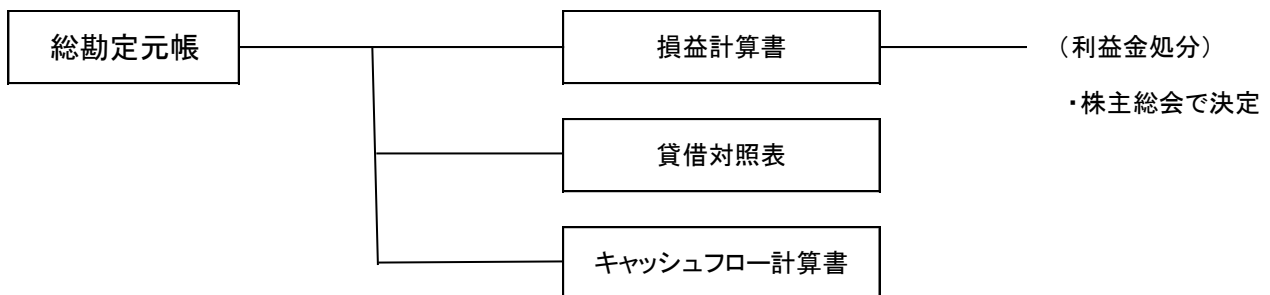 総勘定元帳
損益計算書
（利益金処分）
・株主総会で決定
貸借対照表
キャッシュフロー計算書